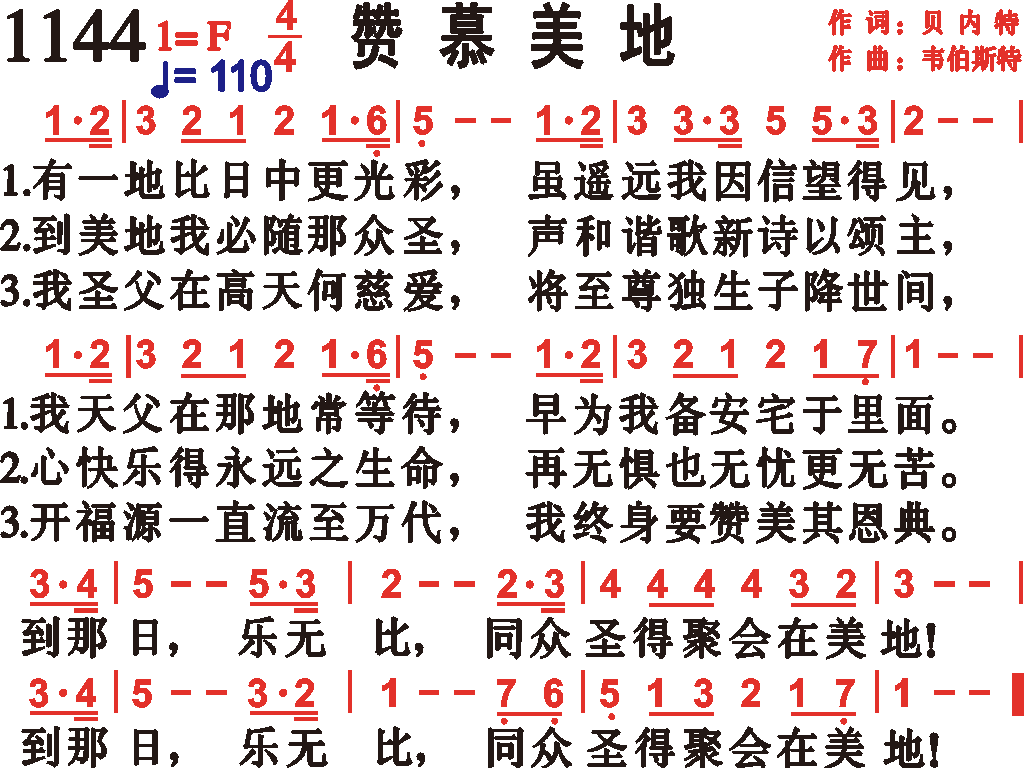 1144 1=F 4/4 赞慕美地 作词：贝内特
♩= 110 作曲：韦伯斯特
1·2|3 2 1 2 1·6|5 – – 1·2|3 3·3 5 5·3|2 – – |
1.有一地比日中更光彩， 虽遥远我因信望得见，
2.到美地我必随那众圣， 声和谐歌新诗以颂主，
3.我圣父在高天何慈爱， 将至尊独生子降世间，
1·2|3 2 1 2 1·6|5 – – 1·2|3 2 1 2 1 7|1 – – |
1.我天父在那地常等待， 早为我备安宅于里面。
2.心快乐得永远之生命， 再无惧也无忧更无苦。
3.开福源一直流至万代， 我终身要赞美其恩典。
3·4|5 – – 5·3| 2 – – 2·3|4 4 4 4 3 2|3 – – |
到那日， 乐无 比， 同众圣得聚会在美地!
3·4|5 – – 3·2| 1 – – 7 6|5 1 3 2 1 7|1 – –
到那日， 乐无 比， 同众圣得聚会在美地!